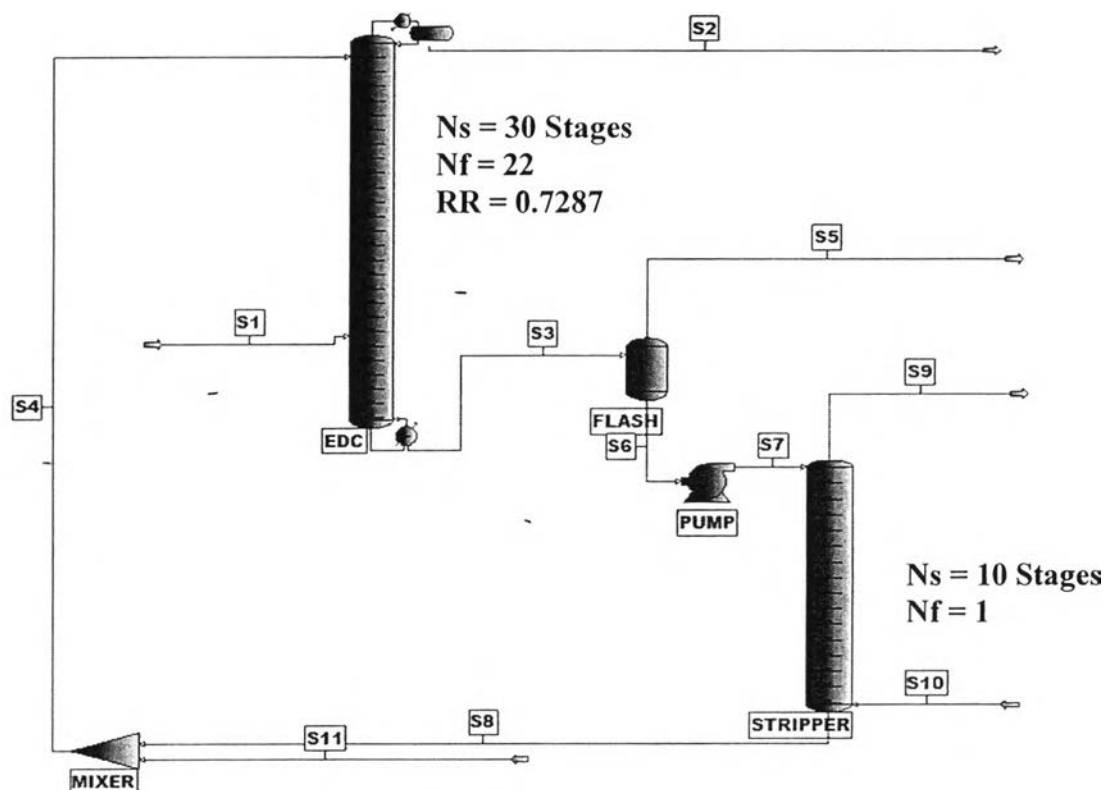 S2
Ns = 30 Stages
Nf = 22
RR = 0.7287
S5
S1
S3
S9
S4
EDC
FLASH
S6
S7
PUMP
Ns = 10 Stages
Nf = 1
S10
S8
STRIPPER
S11
MIXER